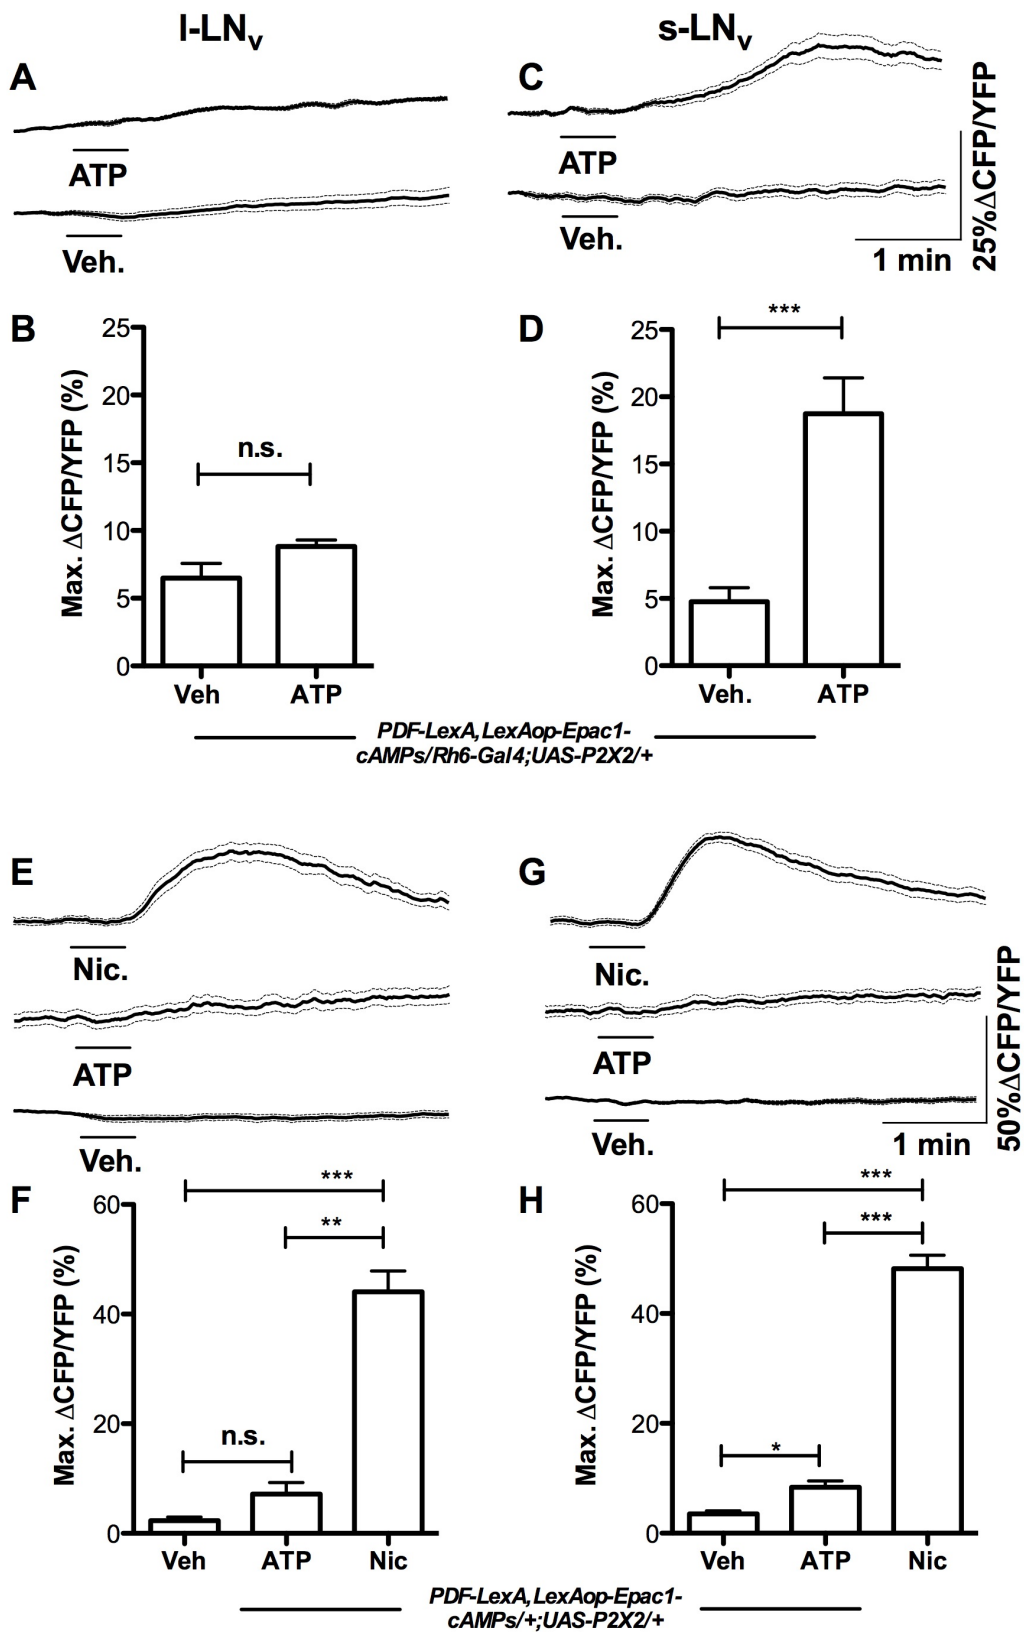 l-LNv s-LNv
A C
ATP ATP
Veh. Veh.
25%ΔCFP/YFP
1 min
B D
Max. ΔCFP/YFP (%)
25
20
15
10
5
0
n.s.
Veh ATP
Max. ΔCFP/YFP (%)
25
20
15
10
5
0
***
Veh. ATP
PDF-LexA,LexAop-Epac1-
cAMPs/Rh6-Gal4;UAS-P2X2/+
E G
Nic. Nic.
ATP ATP
Veh. Veh.
50%ΔCFP/YFP
1 min
F H
Max. ΔCFP/YFP (%)
60
40
20
0
***
**
n.s.
Veh ATP Nic
Max. ΔCFP/YFP (%)
60
40
20
0
***
***
*
Veh ATP Nic
PDF-LexA,LexAop-Epac1-
cAMPs/+;UAS-P2X2/+